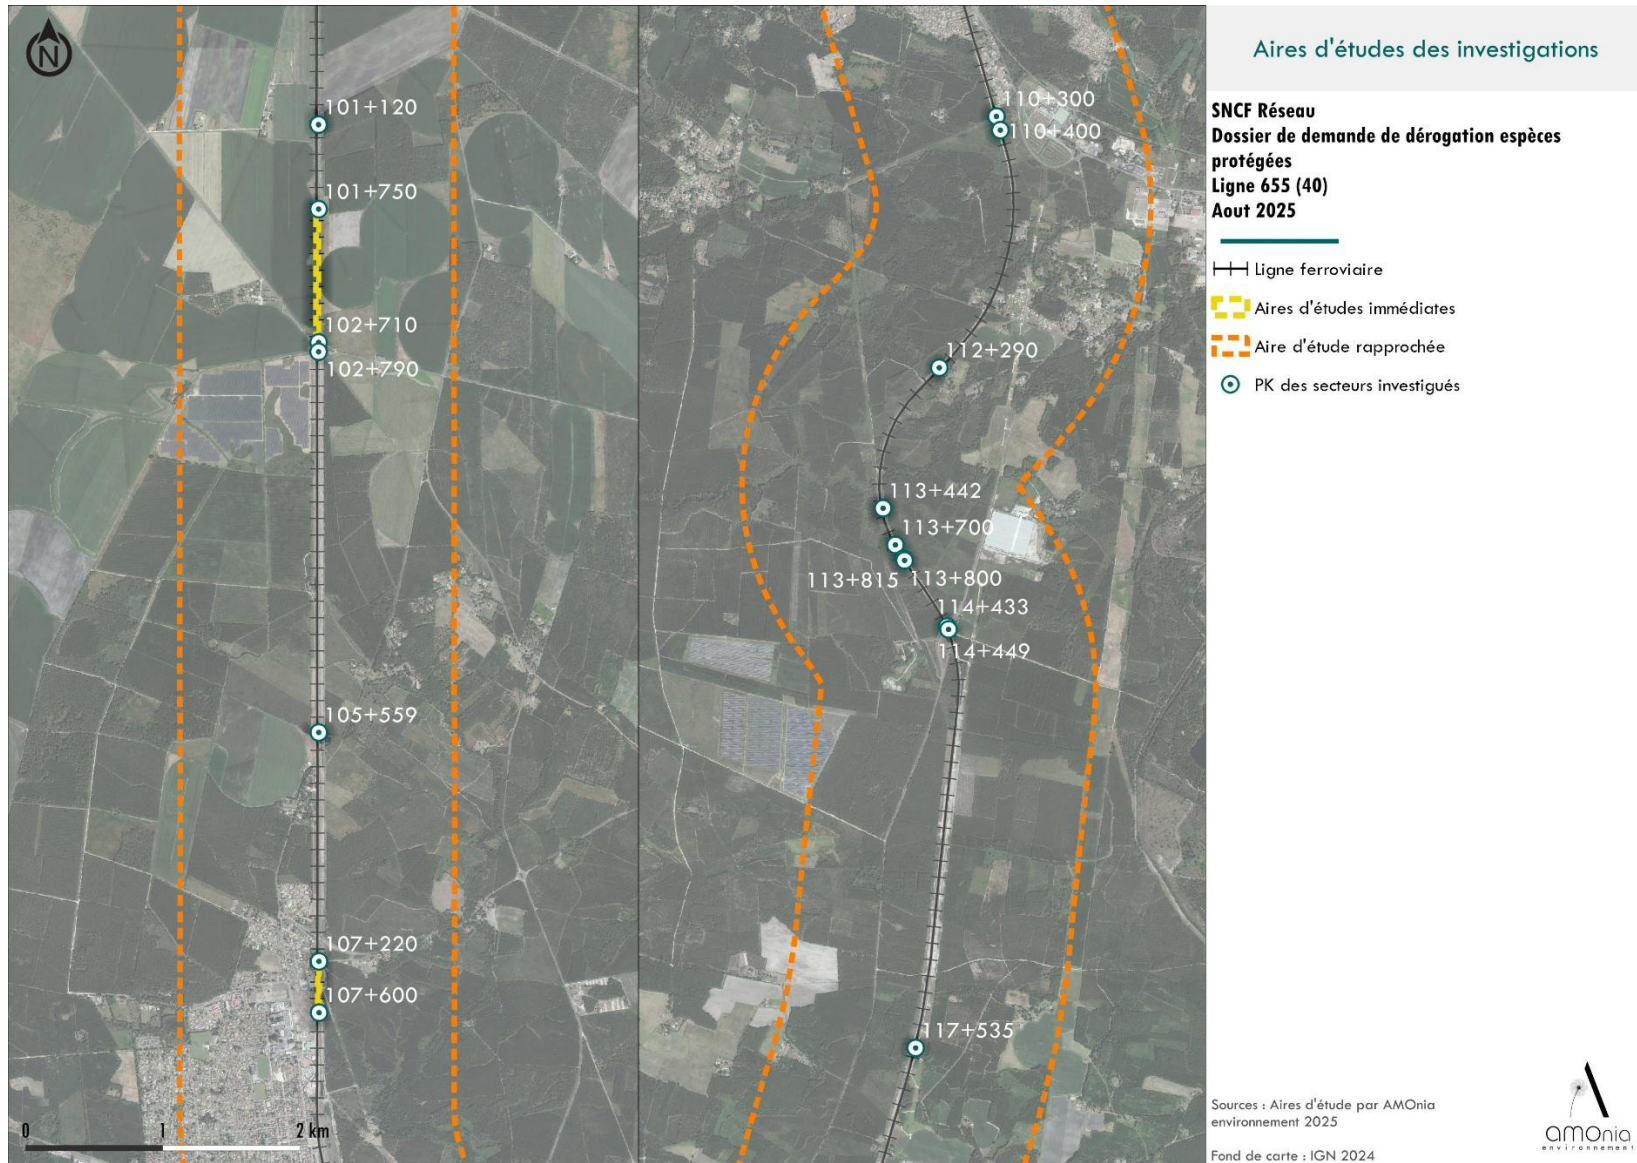 N
101+120
101+750
102+710
102+790
105+559
107+220
107+600
0 1 2 km
110+300
110+400
112+290
113+442
113+700
113+815 113+800
114+433
114+449
117+535
Aires d'études des investigations
SNCF Réseau
Dossier de demande de dérogation espèces
protégées
Ligne 655 (40)
Aout 2025
Ligne ferroviaire
Aires d'études immédiates
Aire d'étude rapprochée
PK des secteurs investigués
Sources : Aires d'étude par AMOnia
environnement 2025
Fond de carte : IGN 2024
amOnia
environnement